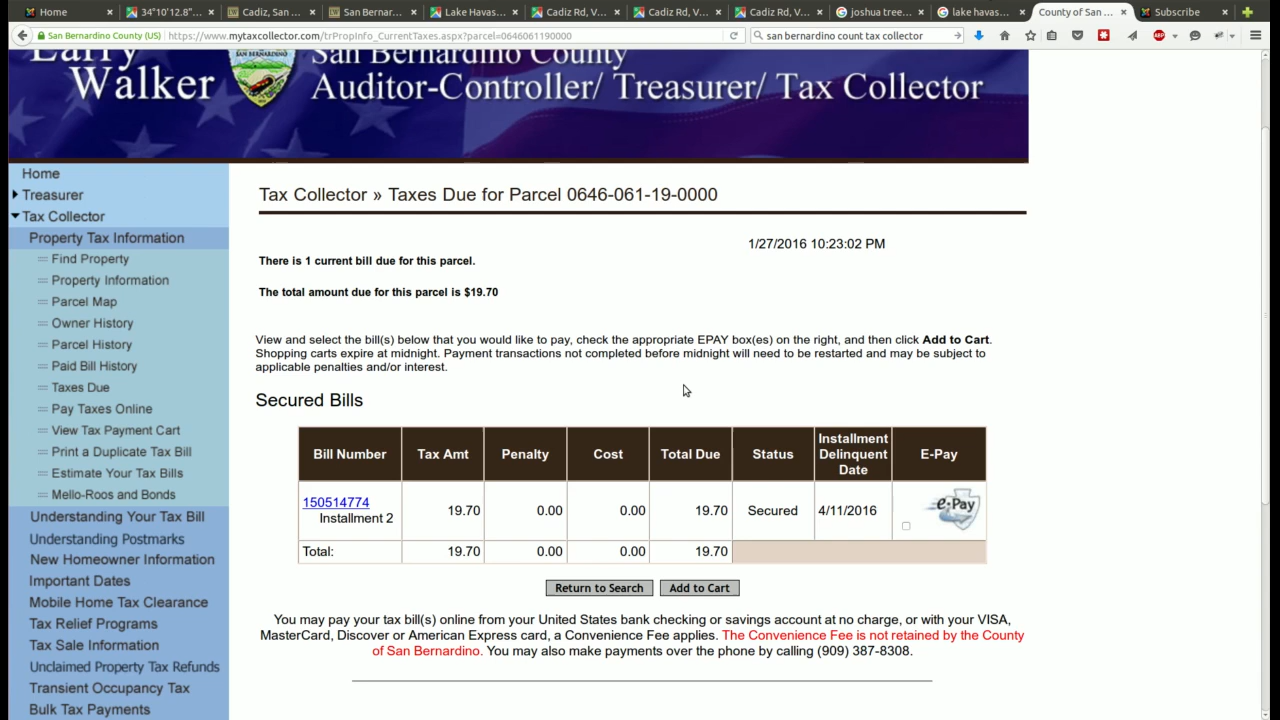 Home
34°10'12.8"...
Cadiz, San ...
San Bernar...
Lake Havas...
Cadiz Rd, V...
Cadiz Rd, V...
Cadiz Rd, V...
joshua tree...
lake havas...
County of San ...
Subscribe
San Bernardino County (US)
https://www.mytaxcollector.com/trPropInfo_CurrentTaxes.aspx?parcel=0646061190000
san bernardino count tax collector
Larry
Walker
SAN BERNARDINO
San Bernardino County
Auditor-Controller/ Treasurer/ Tax Collector
Home
Treasurer
Tax Collector
Property Tax Information
Find Property
Property Information
Parcel Map
Owner History
Parcel History
Paid Bill History
Taxes Due
Pay Taxes Online
View Tax Payment Cart
Print a Duplicate Tax Bill
Estimate Your Tax Bills
Mello-Roos and Bonds
Understanding Your Tax Bill
Understanding Postmarks
New Homeowner Information
Important Dates
Mobile Home Tax Clearance
Tax Relief Programs
Tax Sale Information
Unclaimed Property Tax Refunds
Transient Occupancy Tax
Bulk Tax Payments
Tax Collector » Taxes Due for Parcel 0646-061-19-0000
1/27/2016 10:23:02 PM
There is 1 current bill due for this parcel.
The total amount due for this parcel is $19.70
View and select the bill(s) below that you would like to pay, check the appropriate EPAY box(es) on the right, and then click Add to Cart.
Shopping carts expire at midnight. Payment transactions not completed before midnight will need to be restarted and may be subject to
applicable penalties and/or interest.
Secured Bills
Bill Number Tax Amt Penalty Cost Total Due Status Installment Delinquent Date E-Pay
150514774 Installment 2 19.70 0.00 0.00 19.70 Secured 4/11/2016 e-Pay
Total: 19.70 0.00 0.00 19.70
Return to Search Add to Cart
You may pay your tax bill(s) online from your United States bank checking or savings account at no charge, or with your VISA,
MasterCard, Discover or American Express card, a Convenience Fee applies. The Convenience Fee is not retained by the County
of San Bernardino. You may also make payments over the phone by calling (909) 387-8308.